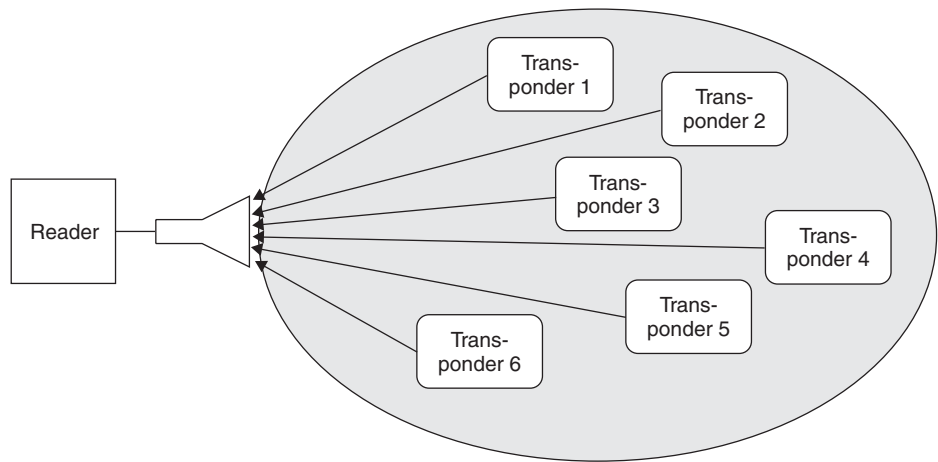 Trans-
ponder 1
Trans-
ponder 2
Trans-
ponder 3
Reader
Trans-
ponder 4
Trans-
ponder 5
Trans-
ponder 6